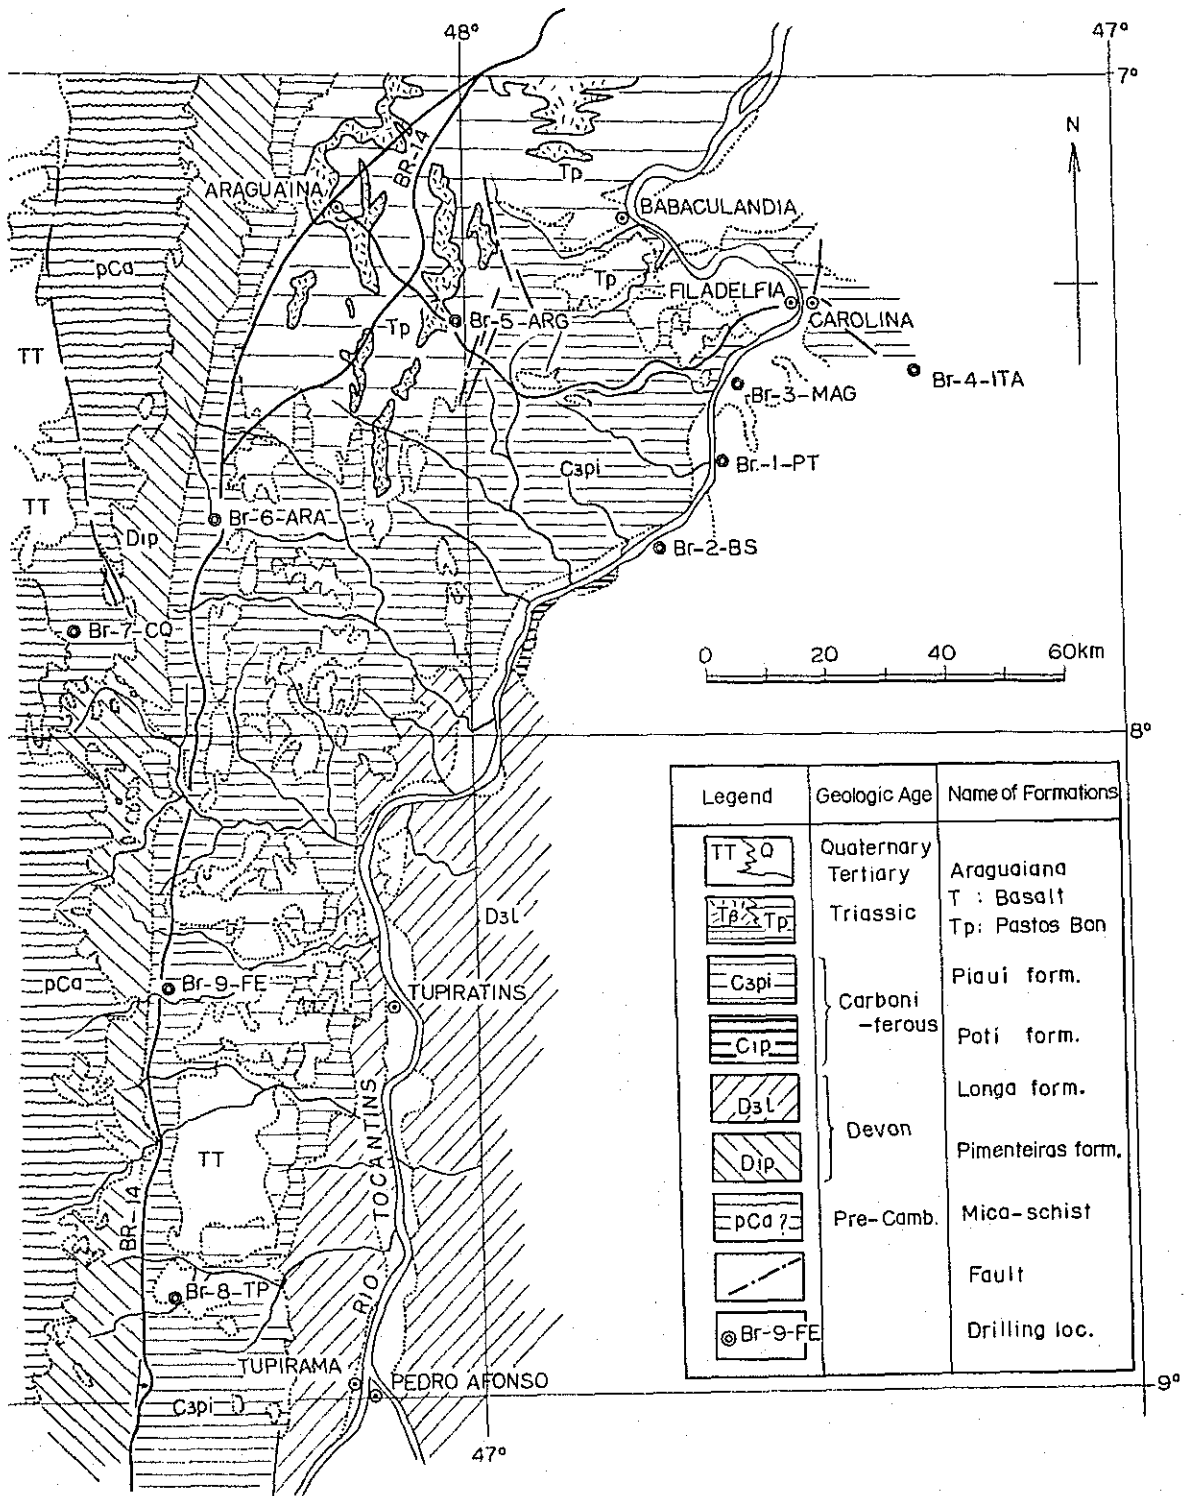 48°
47°
7°
N
BR-14
Tp
ARAGUAINA
BABACULANDIA
pCa
Tp
FILADELFIA
CAROLINA
Tp
Br-5-ARG
TT
Br-4-ITA
Br-3-MAG
C3pi
Br.-1-PT
TT
Br-6-ARA
D1p
Br-2-BS
TT
Br-7-CQ
0 20 40 60km
8°
Legend Geologic Age Name of Formations
TT Q Quaternary
Tertiary Araguaiana
T : Basalt
Tβ Tp Triassic Tp: Pastos Bon
C3pi Piaui form.
Carboni
-ferous
C1p Poti form.
D3l Longa form.
Devon
D1p Pimenteiras form.
pCa? Pre-Camb. Mica-schist
Fault
Br-9-FE Drilling loc.
D3l
pCa
Br-9-FE
TUPIRATINS
RIO TOCANTINS
TT
BR-14
Br-8-TP
TUPIRAMA
PEDRO AFONSO
C3pi
9°
47°